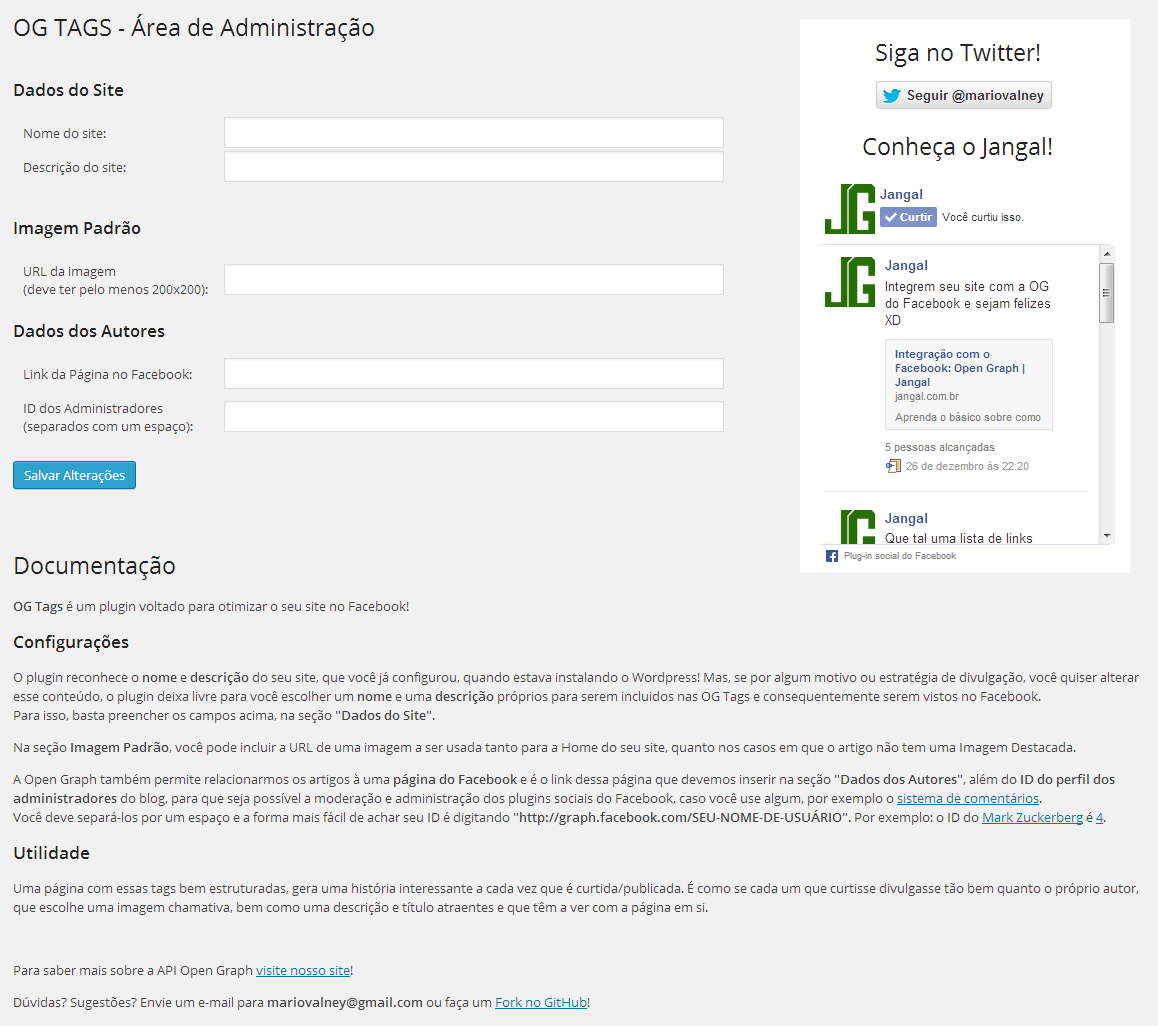 OG TAGS - Área de Administração
Dados do Site
Nome do site:
Descrição do site:
Imagem Padrão
URL da imagem
(deve ter pelo menos 200x200):
Dados dos Autores
Link da Página no Facebook:
ID dos Administradores
(separados com um espaço):
Salvar Alterações
Siga no Twitter!
Seguir @mariovalney
Conheça o Jangal!
JG
Jangal
Curtir Você curtiu isso.
JG
Jangal
Integrem seu site com a OG
do Facebook e sejam felizes
XD
Integração com o
Facebook: Open Graph |
Jangal
jangal.com.br
Aprenda o básico sobre como
5 pessoas alcançadas
26 de dezembro às 22:20
JG
Jangal
Que tal uma lista de links
Plug-in social do Facebook
Documentação
OG Tags é um plugin voltado para otimizar o seu site no Facebook!
Configurações
O plugin reconhece o nome e descrição do seu site, que você já configurou, quando estava instalando o Wordpress! Mas, se por algum motivo ou estratégia de divulgação, você quiser alterar
esse conteúdo, o plugin deixa livre para você escolher um nome e uma descrição próprios para serem incluidos nas OG Tags e consequentemente serem vistos no Facebook.
Para isso, basta preencher os campos acima, na seção "Dados do Site".
Na seção Imagem Padrão, você pode incluir a URL de uma imagem a ser usada tanto para a Home do seu site, quanto nos casos em que o artigo não tem uma Imagem Destacada.
A Open Graph também permite relacionarmos os artigos à uma página do Facebook e é o link dessa página que devemos inserir na seção "Dados dos Autores", além do ID do perfil dos
administradores do blog, para que seja possível a moderação e administração dos plugins sociais do Facebook, caso você use algum, por exemplo o sistema de comentários.
Você deve separá-los por um espaço e a forma mais fácil de achar seu ID é digitando "http://graph.facebook.com/SEU-NOME-DE-USUÁRIO". Por exemplo: o ID do Mark Zuckerberg é 4.
Utilidade
Uma página com essas tags bem estruturadas, gera uma história interessante a cada vez que é curtida/publicada. É como se cada um que curtisse divulgasse tão bem quanto o próprio autor,
que escolhe uma imagem chamativa, bem como uma descrição e título atraentes e que têm a ver com a página em si.
Para saber mais sobre a API Open Graph visite nosso site!
Dúvidas? Sugestões? Envie um e-mail para mariovalney@gmail.com ou faça um Fork no GitHub!